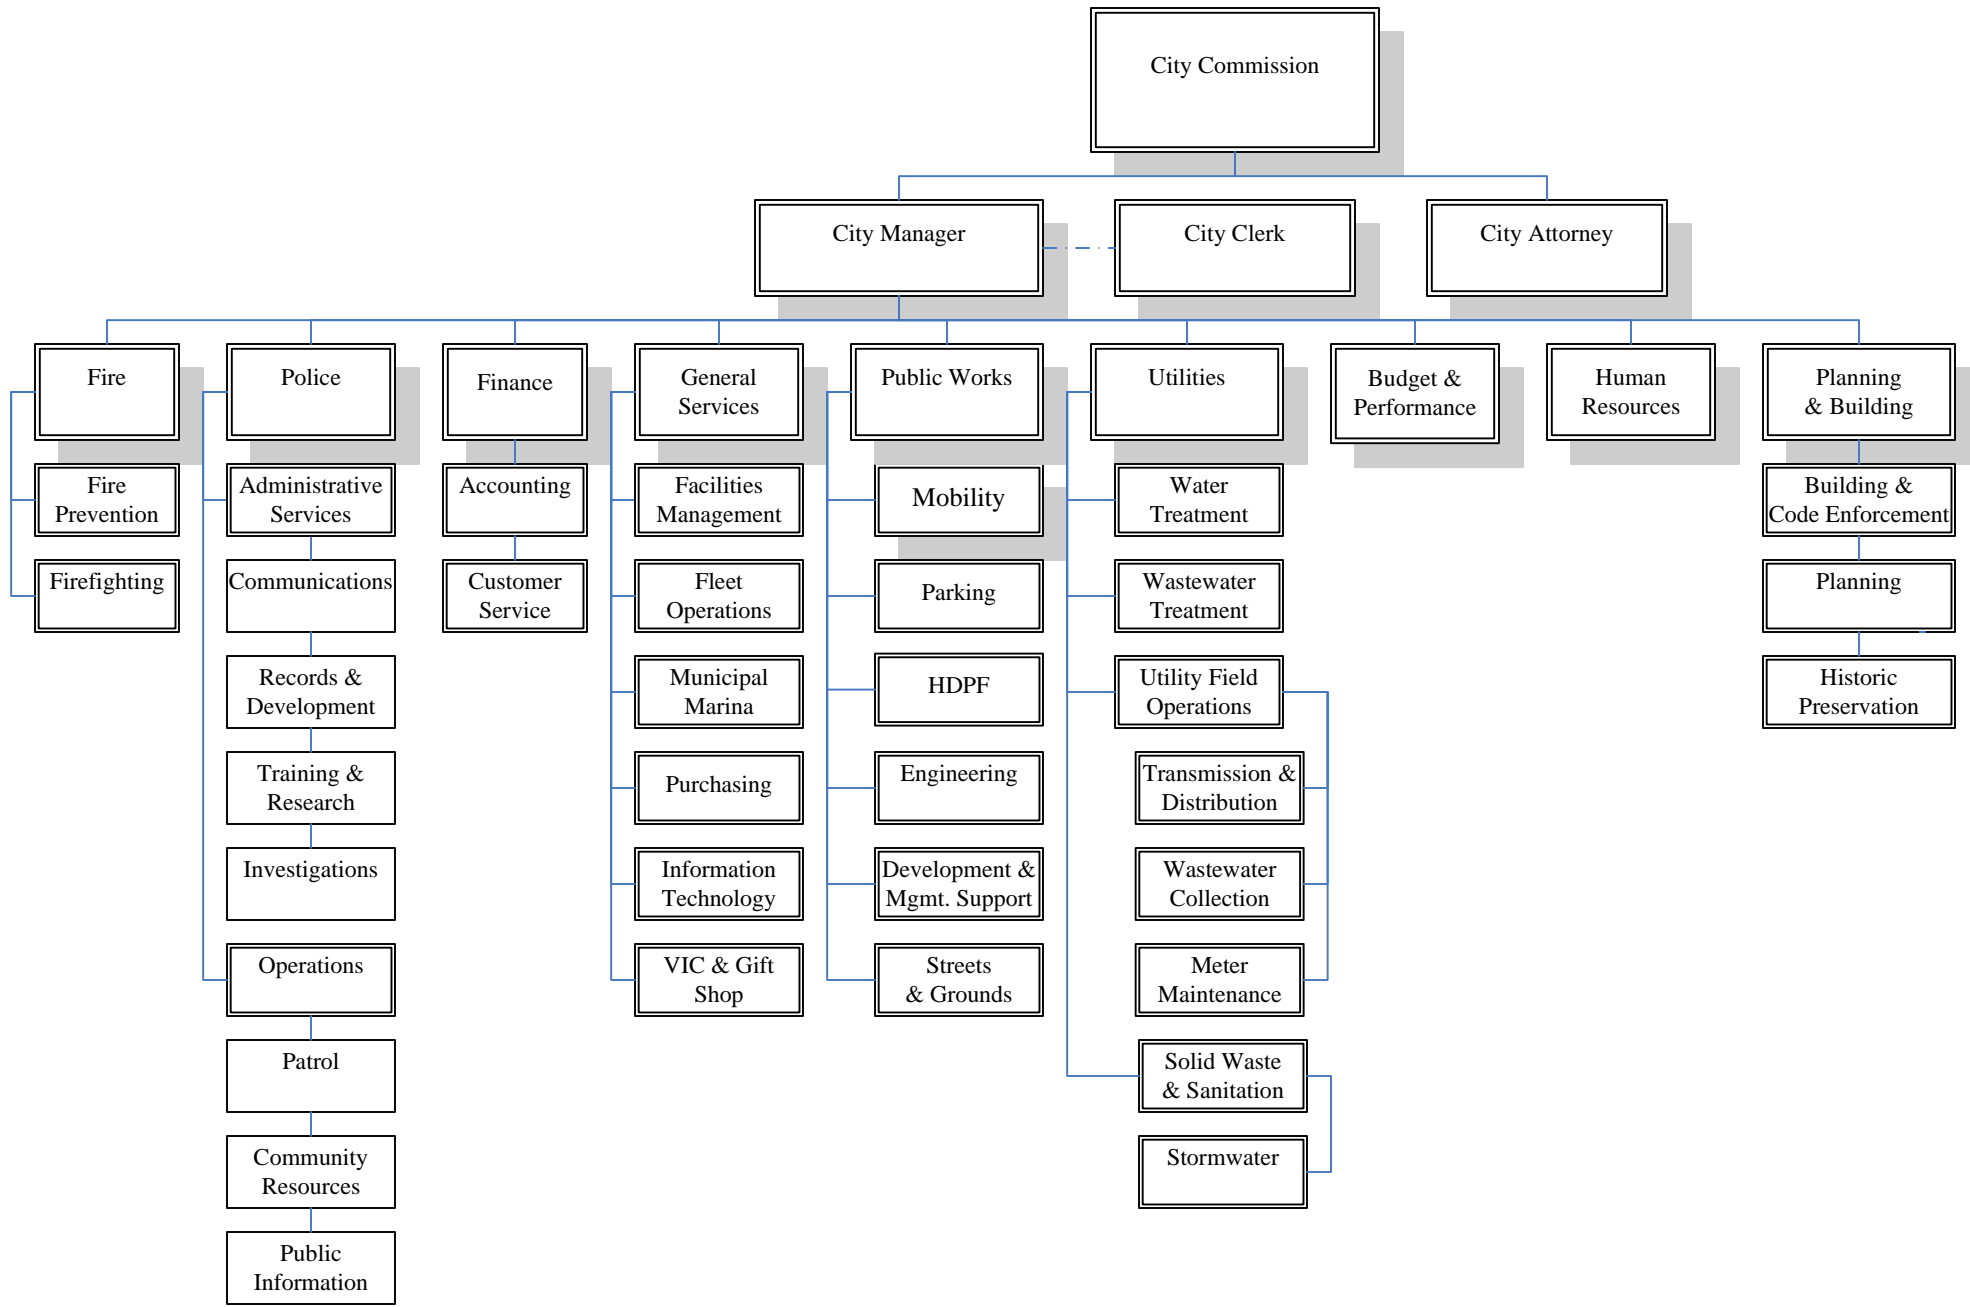 City Commission
City Manager
City Clerk
City Attorney
Fire
Police
Finance
General
Services
Public Works
Utilities
Budget &
Performance
Human
Resources
Planning
& Building
Fire
Prevention
Firefighting
Administrative
Services
Communications
Records &
Development
Training &
Research
Investigations
Operations
Patrol
Community
Resources
Public
Information
Accounting
Customer
Service
Facilities
Management
Fleet
Operations
Municipal
Marina
Purchasing
Information
Technology
VIC & Gift
Shop
Mobility
Parking
HDPF
Engineering
Development &
Mgmt. Support
Streets
& Grounds
Water
Treatment
Wastewater
Treatment
Utility Field
Operations
Transmission &
Distribution
Wastewater
Collection
Meter
Maintenance
Solid Waste
& Sanitation
Stormwater
Building &
Code Enforcement
Planning
Historic
Preservation